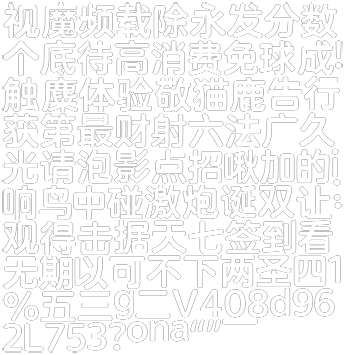 视魔频载除永发分数
个底待高消费免球成!
触麋体验敬猫鹿告行
获第最财射六法广久
光请泡影点招啾加的i
响鸟中碰激炮诞双让:
观得击据天七签到看
无期以可不下两圣四1
%五三g二V408d96
2L753?ona“”一